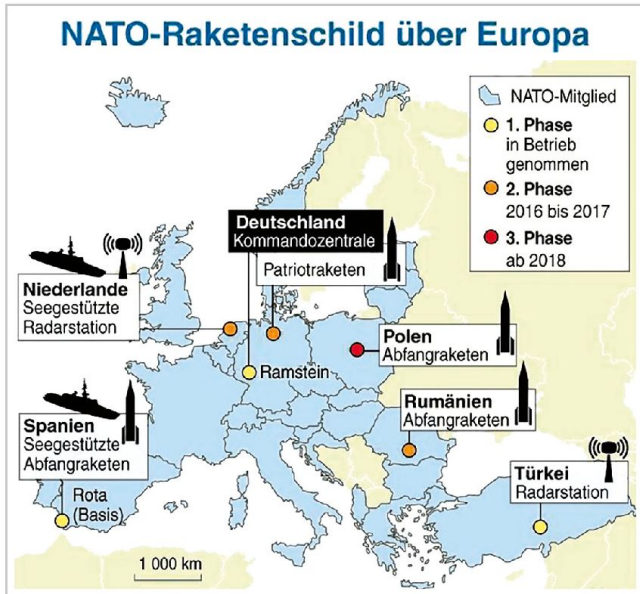 NATO-Raketenschild über Europa
NATO-Mitglied
1. Phase
in Betrieb
genommen
2. Phase
2016 bis 2017
3. Phase
ab 2018
Deutschland
Kommandozentrale
Patriotraketen
Niederlande
Seegestützte
Radarstation
Polen
Abfangraketen
Ramstein
Rumänien
Abfangraketen
Spanien
Seegestützte
Abfangraketen
Türkei
Radarstation
Rota
(Basis)
1 000 km